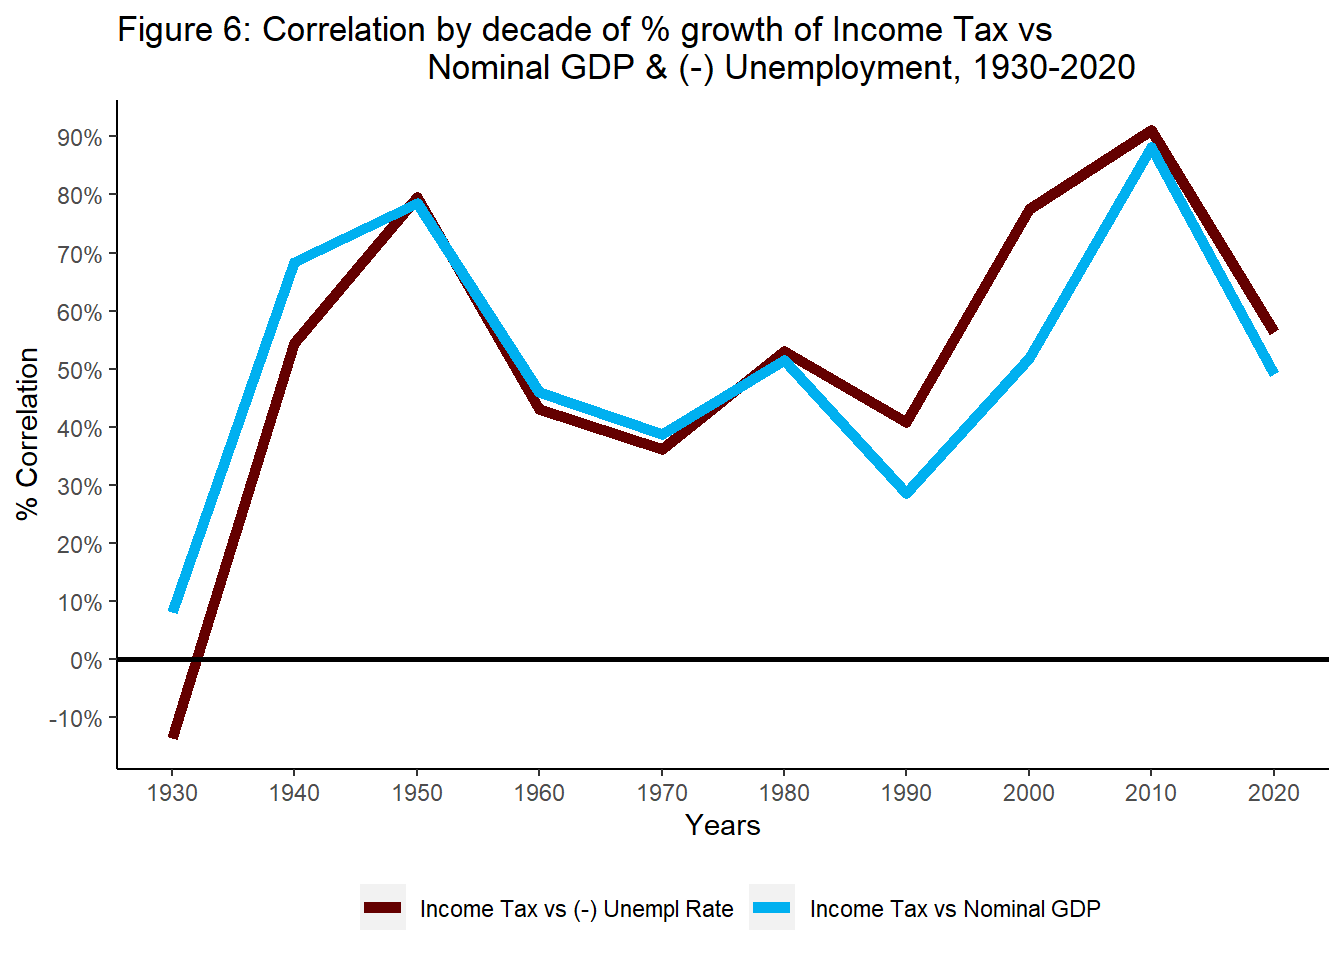 Figure 6: Correlation by decade of % growth of Income Tax vs
Nominal GDP & (-) Unemployment, 1930-2020
% Correlation
90%
80%
70%
60%
50%
40%
30%
20%
10%
0%
-10%
1930 1940 1950 1960 1970 1980 1990 2000 2010 2020
Years
Income Tax vs (-) Unempl Rate Income Tax vs Nominal GDP